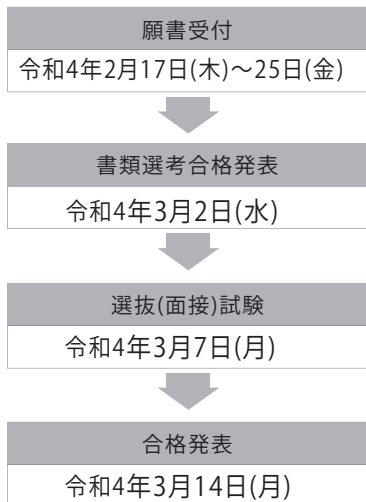 願書受付
令和4年2月17日(木)～25日(金)
書類選考合格発表
令和4年3月2日(水)
選抜(面接)試験
令和4年3月7日(月)
合格発表
令和4年3月14日(月)